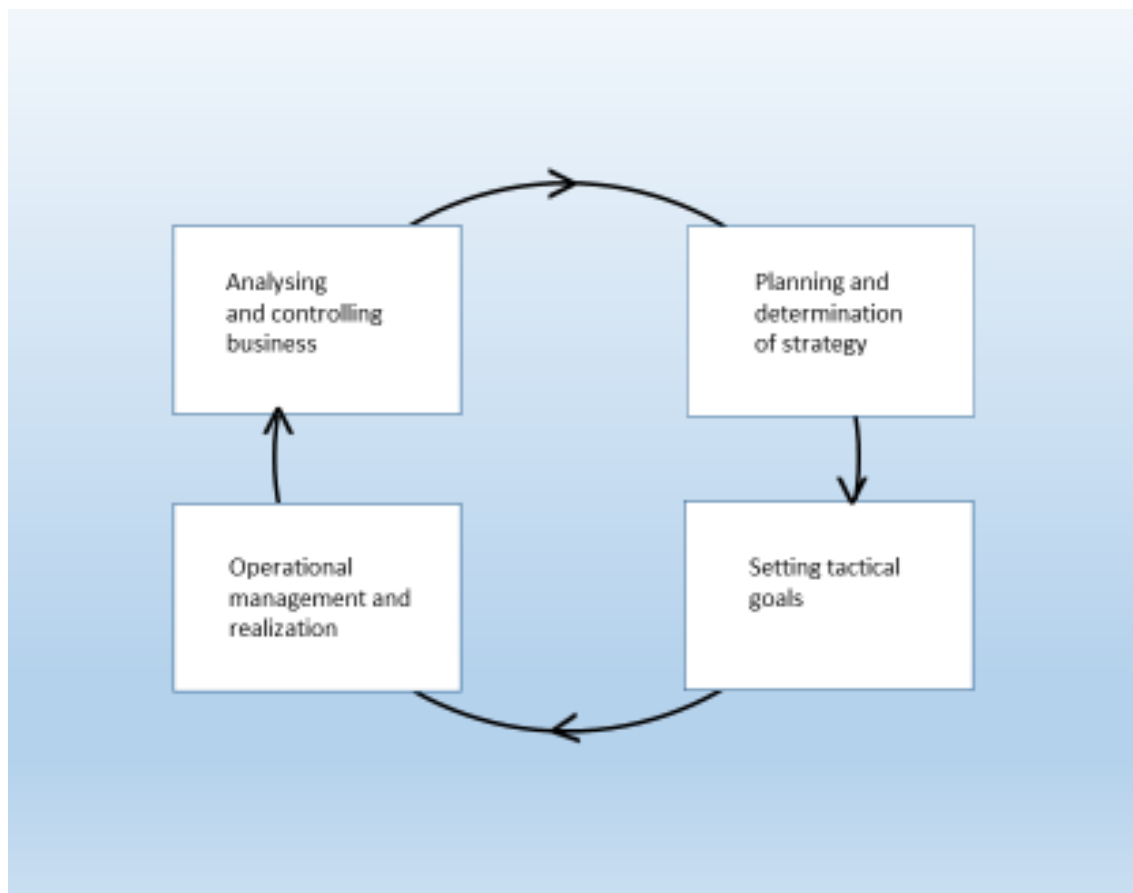 Analysing
and controlling
business
Planning and
determination
of strategy
Operational
management and
realization
Setting tactical
goals